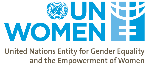 UN
WOMEN
United Nations Entity for Gender Equality
and the Empowerment of Women